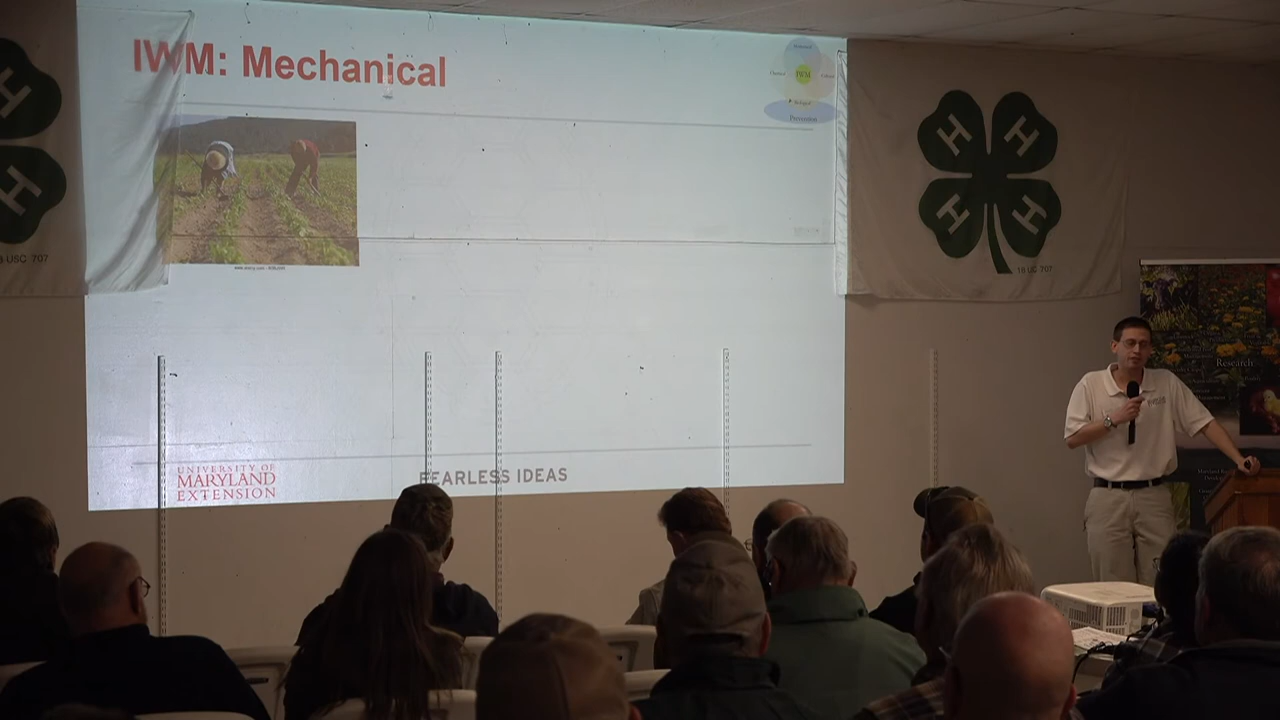 IWM: Mechanical
IWM
Prevention
H
H
H
H
H
H
18 USC 707
18 USC 707
Research
UNIVERSITY OF
MARYLAND
EXTENSION
FEARLESS IDEAS